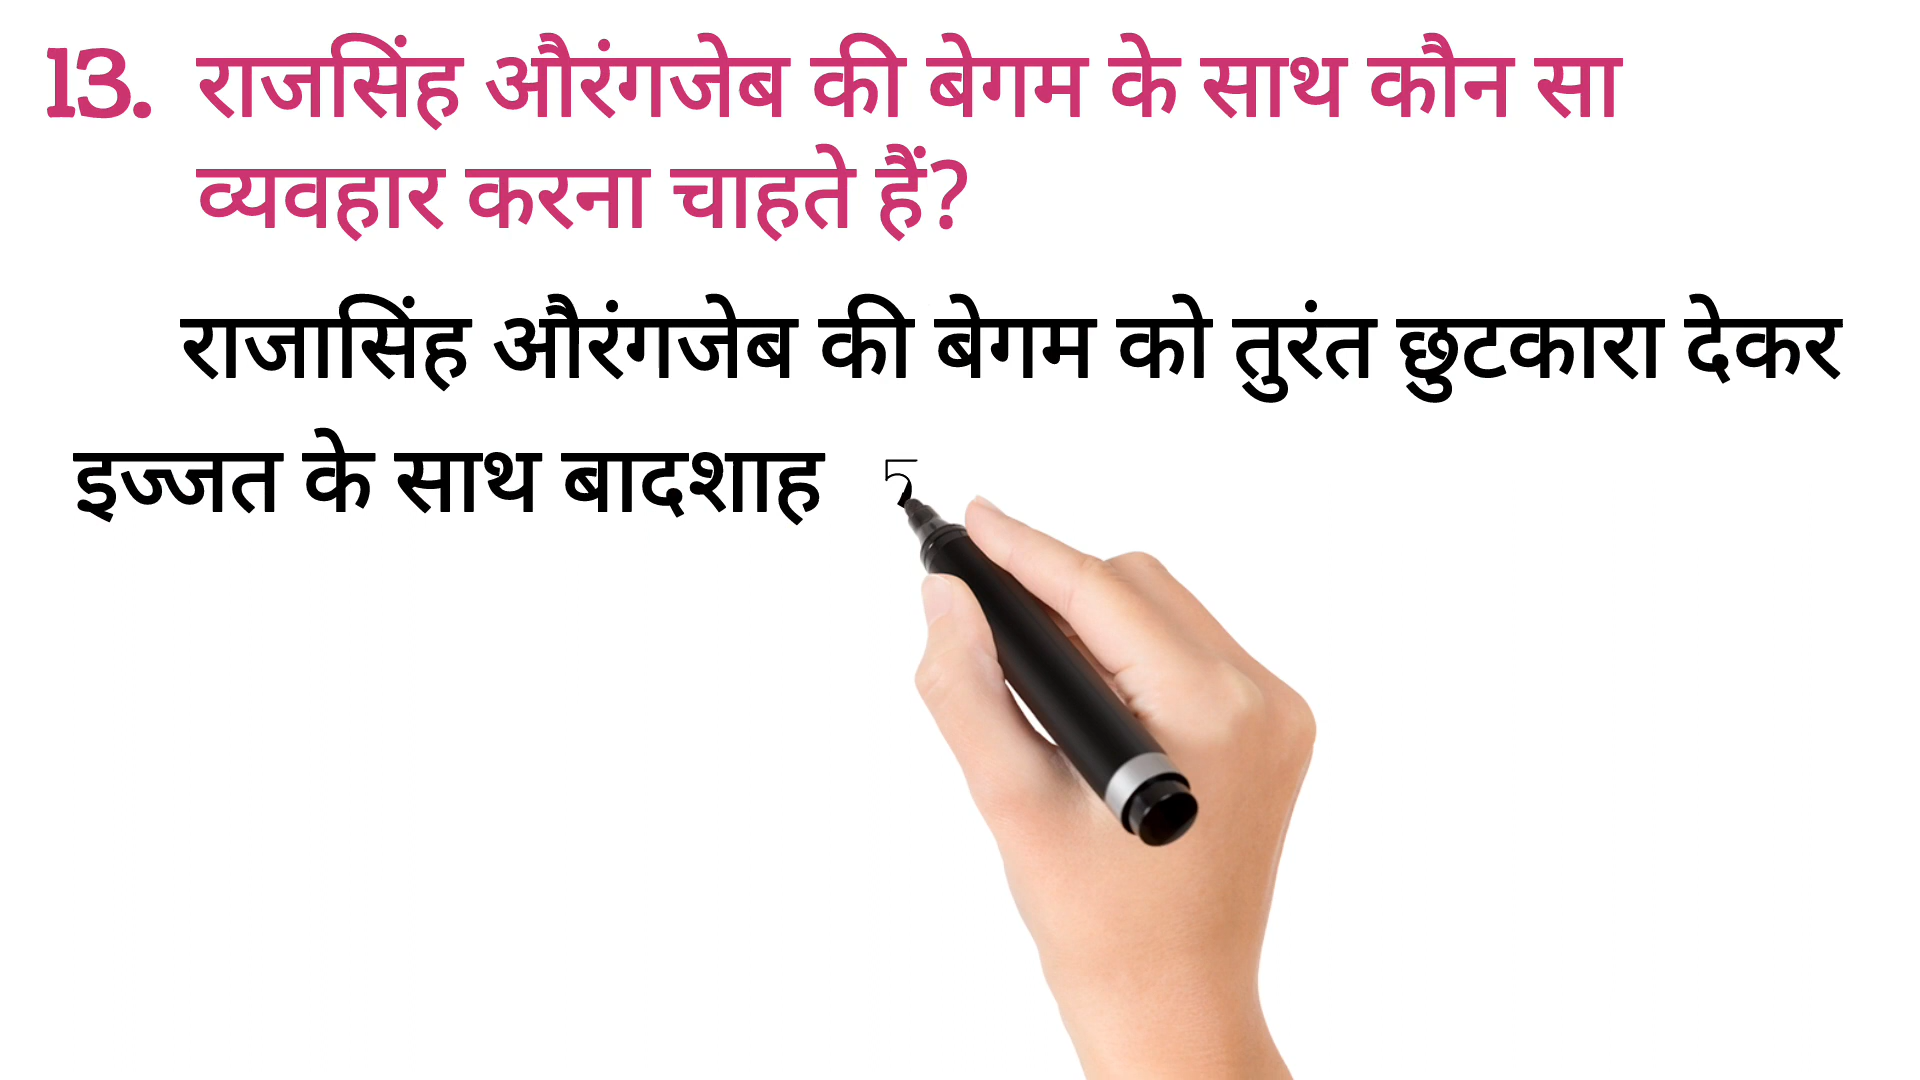 13. राजसिंह औरंगजेब की बेगम के साथ कौन सा
व्यवहार करना चाहते हैं?
राजासिंह औरंगजेब की बेगम को तुरंत छुटकारा देकर
इज्जत के साथ बादशाह